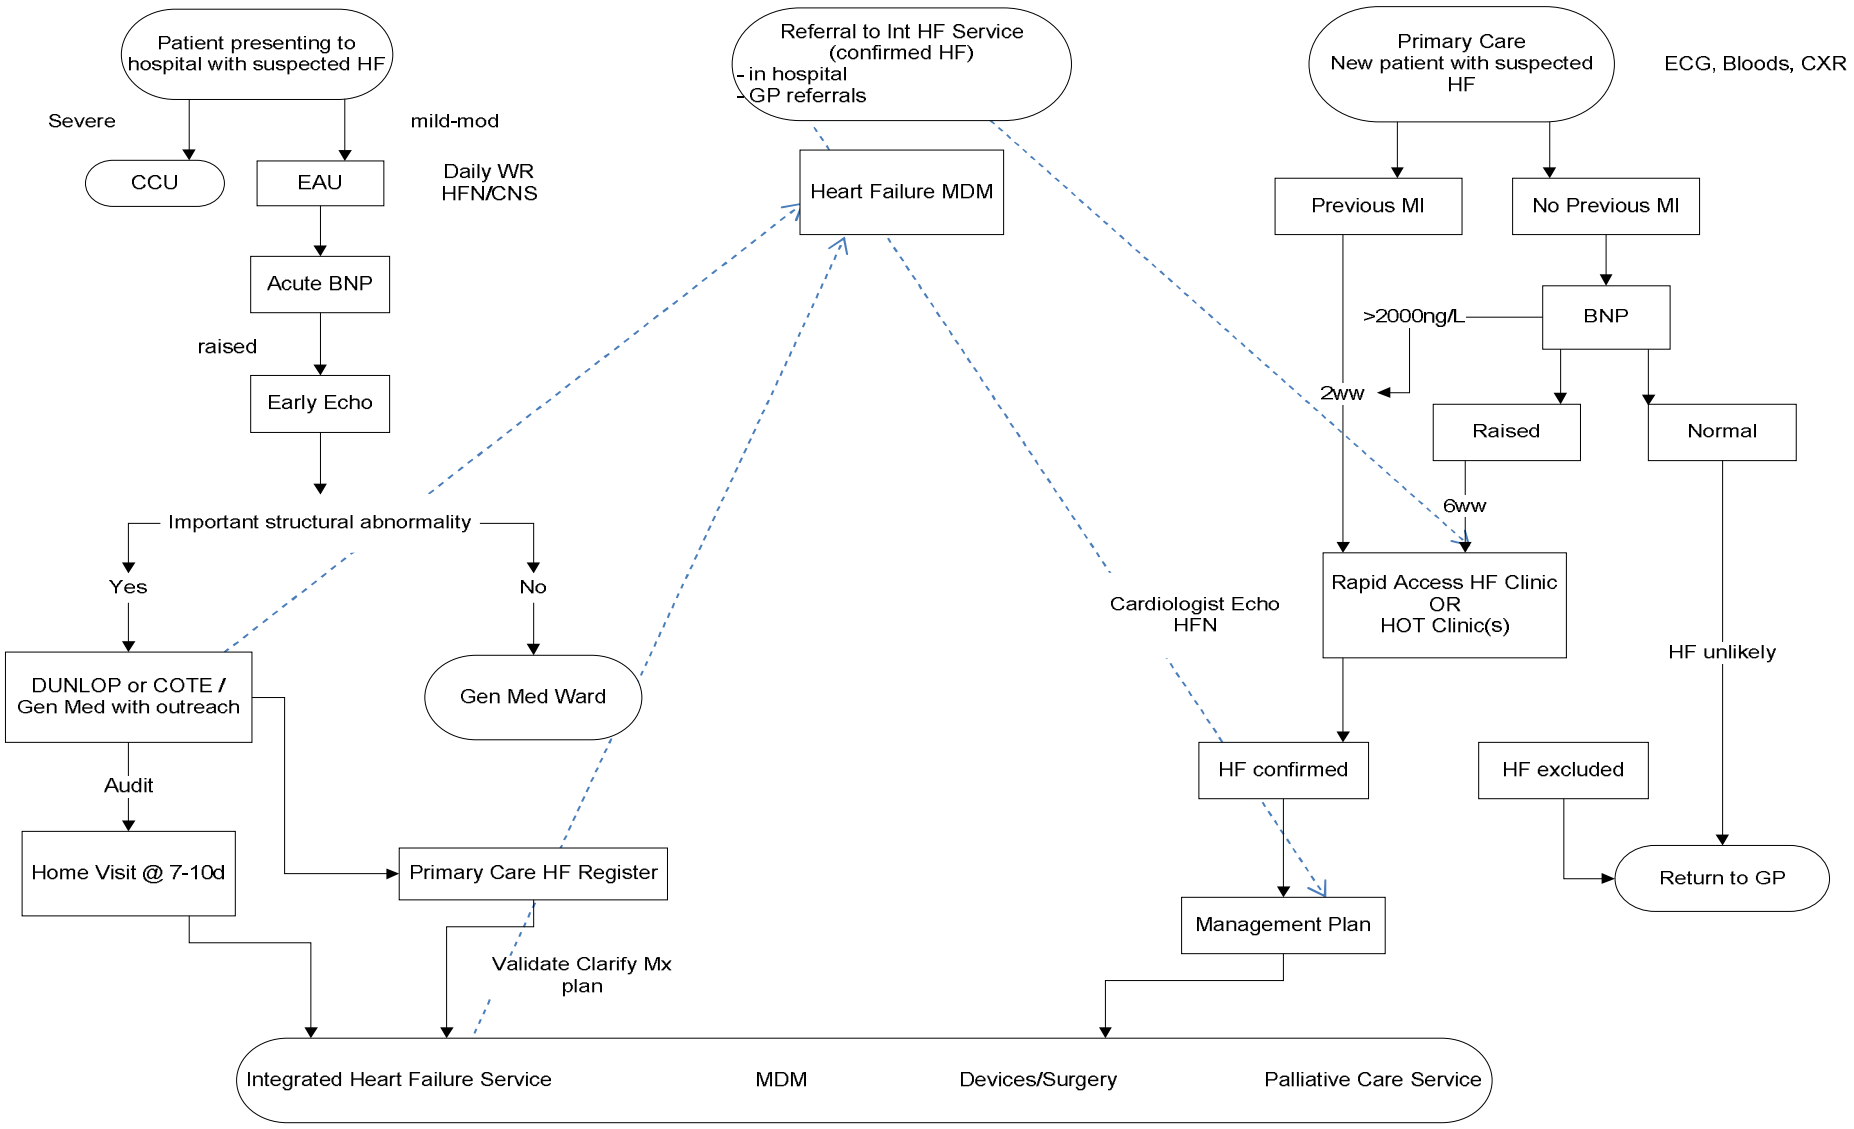 Patient presenting to
hospital with suspected HF
Severe
mild-mod
CCU
EAU
Daily WR
HFN/CNS
Acute BNP
raised
Early Echo
Important structural abnormality
Yes
No
DUNLOP or COTE /
Gen Med with outreach
Gen Med Ward
Audit
Home Visit @ 7-10d
Primary Care HF Register
Validate Clarify Mx
plan
Referral to Int HF Service
(confirmed HF)
- in hospital
- GP referrals
Heart Failure MDM
Cardiologist Echo
HFN
Primary Care
New patient with suspected
HF
ECG, Bloods, CXR
Previous MI
No Previous MI
BNP
>2000ng/L
2ww
Raised
Normal
6ww
Rapid Access HF Clinic
OR
HOT Clinic(s)
HF unlikely
HF confirmed
HF excluded
Return to GP
Management Plan
Integrated Heart Failure Service
MDM
Devices/Surgery
Palliative Care Service